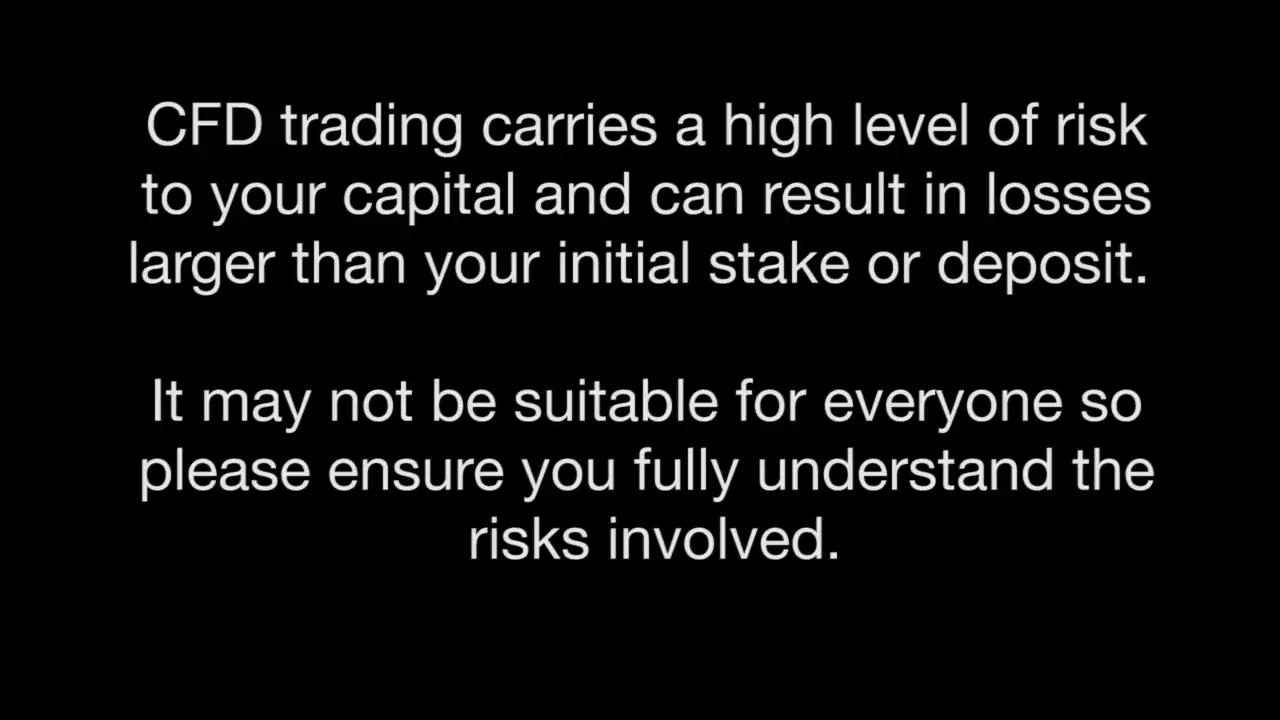 CFD trading carries a high level of risk
to your capital and can result in losses
larger than your initial stake or deposit.
It may not be suitable for everyone so
please ensure you fully understand the
risks involved.